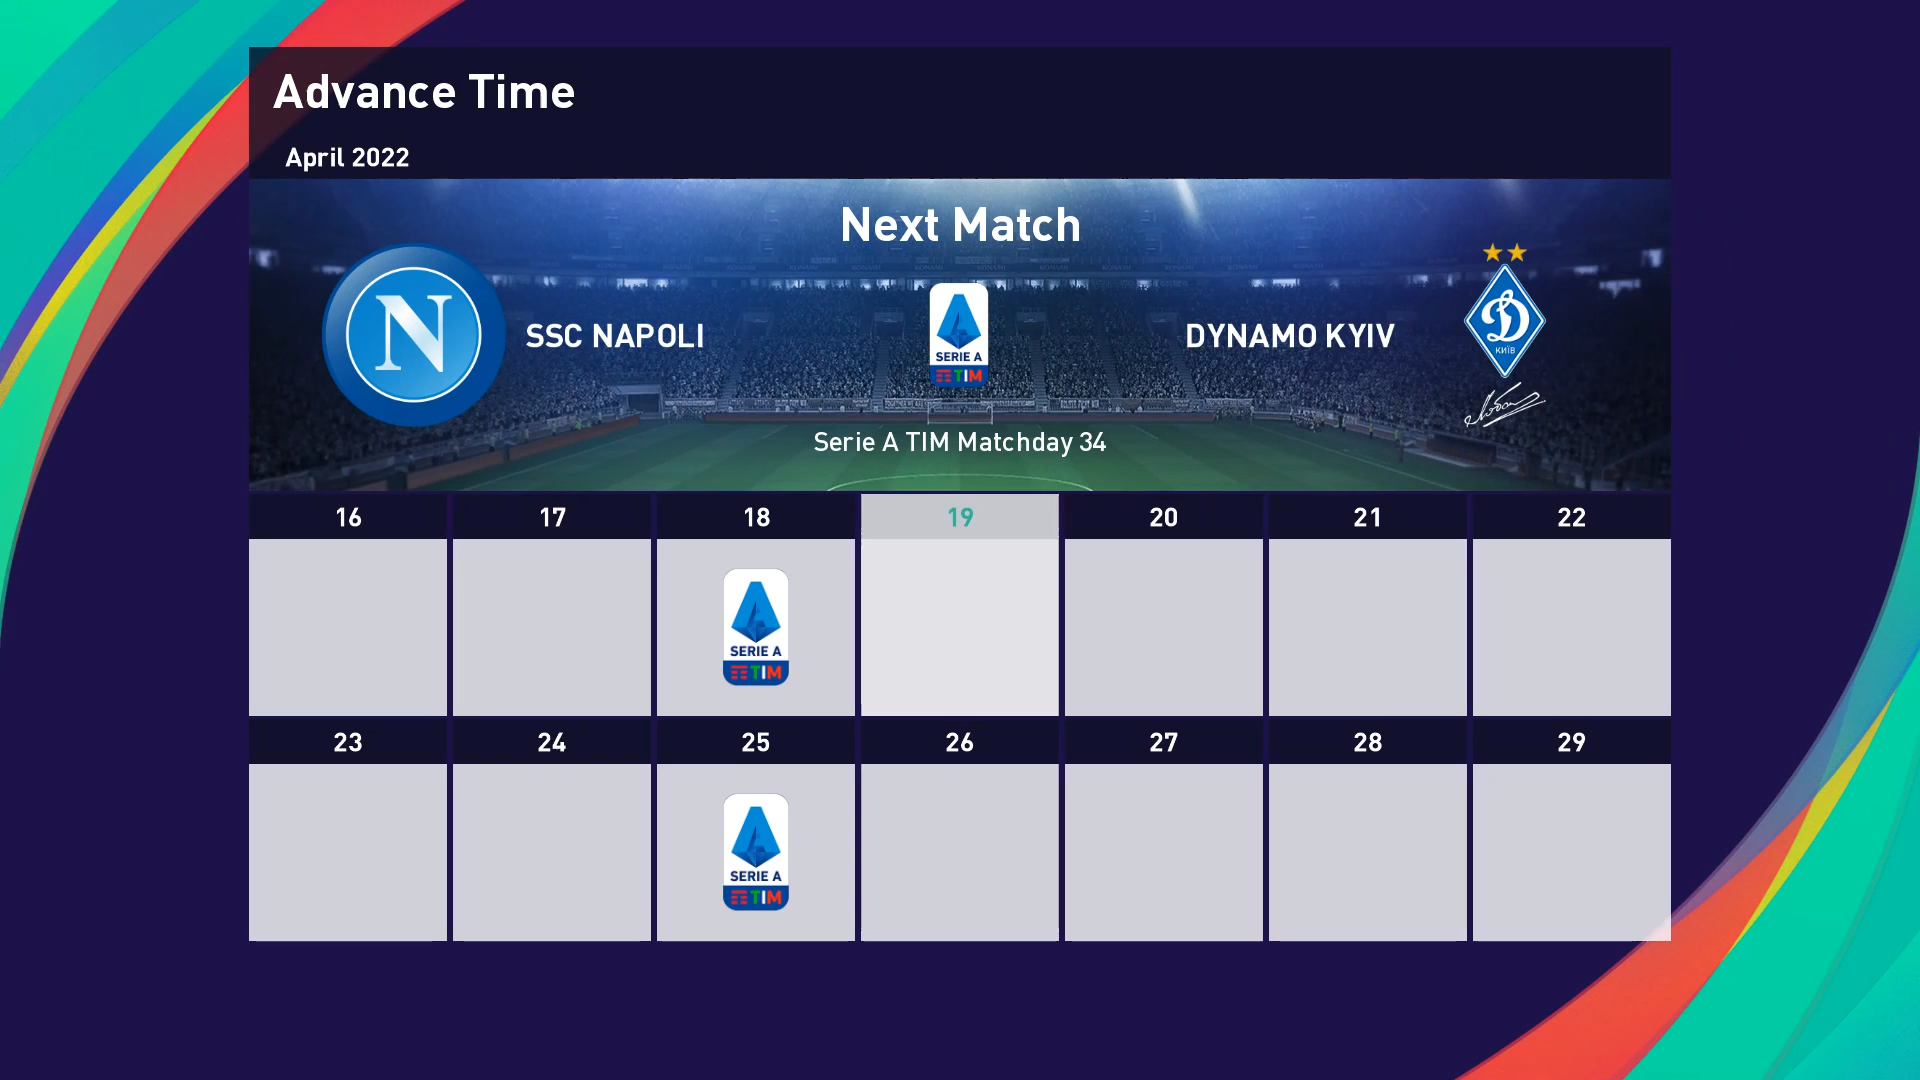 Advance Time
April 2022
Next Match
N
SSC NAPOLI
SERIE A
TIM
DYNAMO KYIV
Д
КИЇВ
Serie A TIM Matchday 34
16 17 18 19 20 21 22
SERIE A
TIM
23 24 25 26 27 28 29
SERIE A
TIM